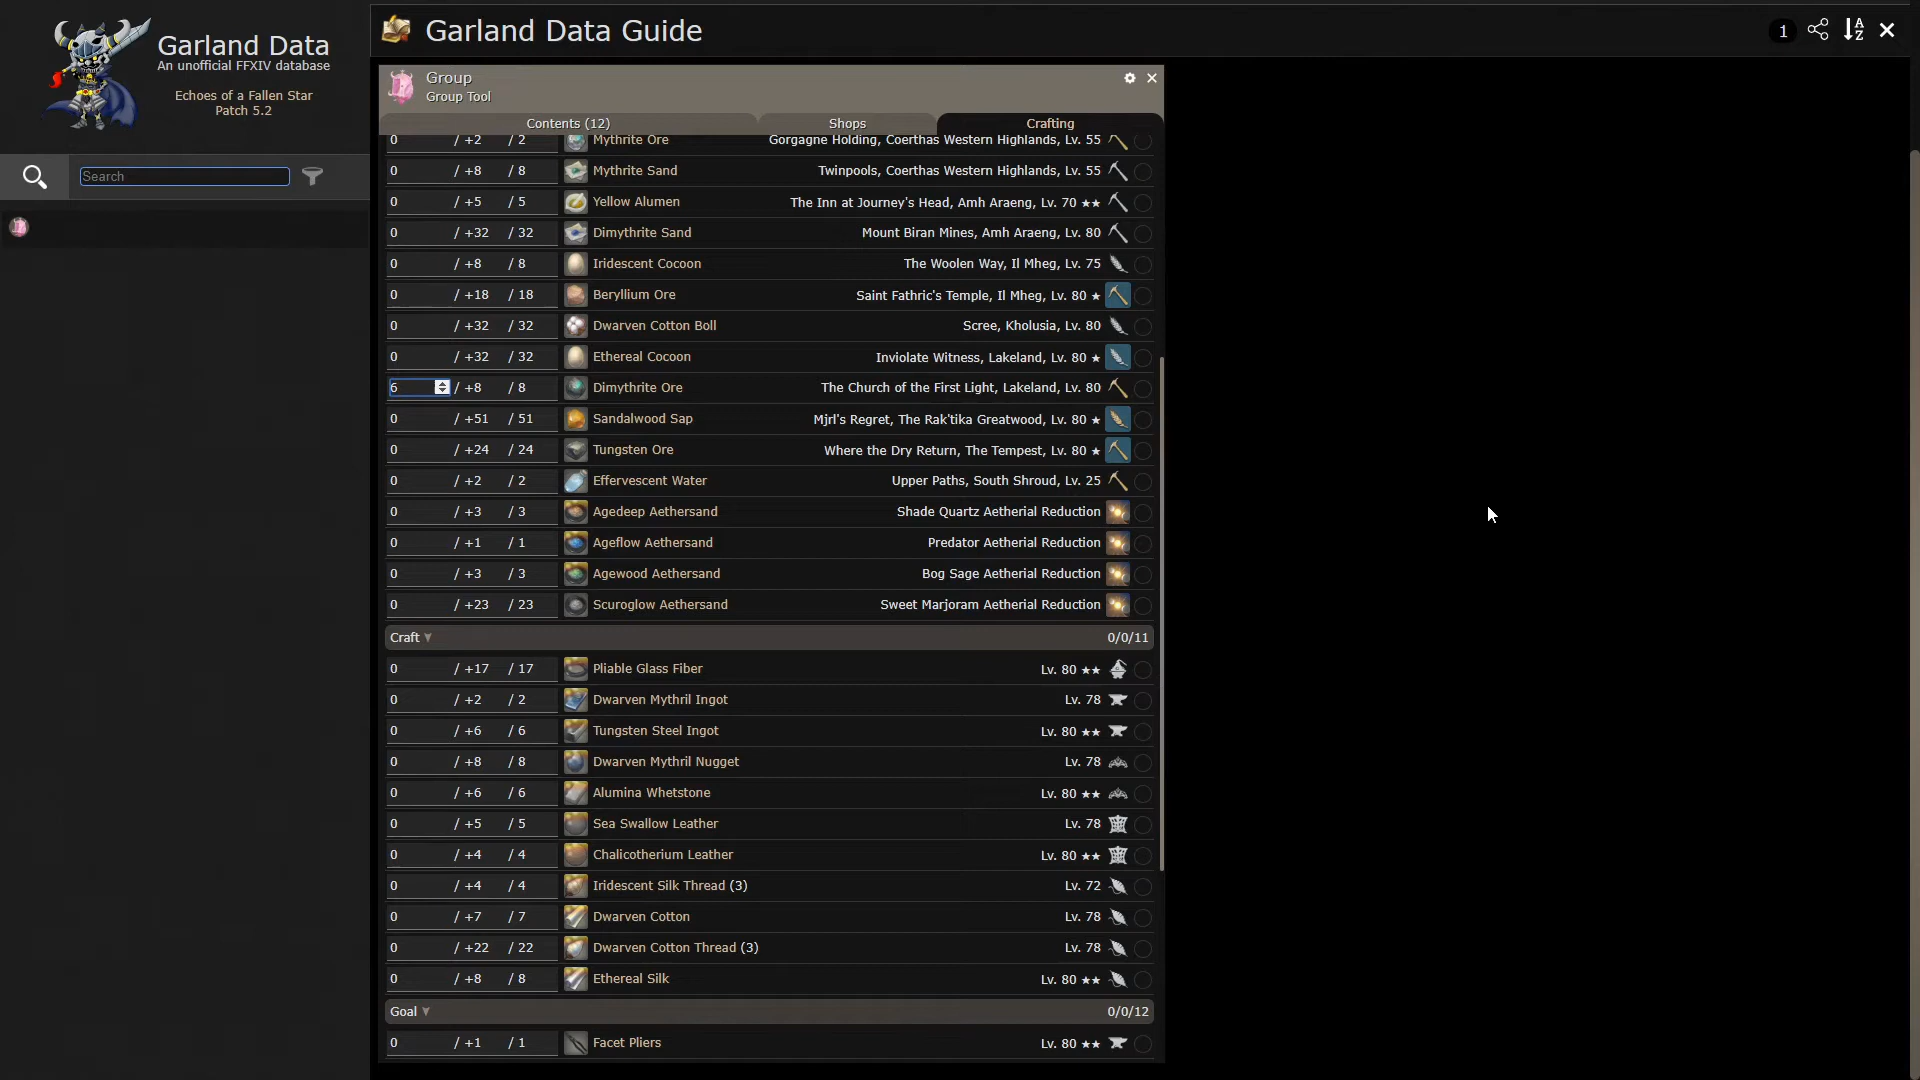 Garland Data
An unofficial FFXIV database
Echoes of a Fallen Star
Patch 5.2
Search
Garland Data Guide
1
Group
Group Tool
Contents (12) Shops Crafting
0 / +2 / 2 Mythrite Ore Gorgagne Holding, Coerthas Western Highlands, Lv. 55
0 / +8 / 8 Mythrite Sand Twinpools, Coerthas Western Highlands, Lv. 55
0 / +5 / 5 Yellow Alumen The Inn at Journey's Head, Amh Araeng, Lv. 70 ★★
0 / +32 / 32 Dimythrite Sand Mount Biran Mines, Amh Araeng, Lv. 80
0 / +8 / 8 Iridescent Cocoon The Woolen Way, Il Mheg, Lv. 75
0 / +18 / 18 Beryllium Ore Saint Fathric's Temple, Il Mheg, Lv. 80 ★
0 / +32 / 32 Dwarven Cotton Boll Scree, Kholusia, Lv. 80
0 / +32 / 32 Ethereal Cocoon Inviolate Witness, Lakeland, Lv. 80 ★
6 / +8 / 8 Dimythrite Ore The Church of the First Light, Lakeland, Lv. 80
0 / +51 / 51 Sandalwood Sap Mjrl's Regret, The Rak'tika Greatwood, Lv. 80 ★
0 / +24 / 24 Tungsten Ore Where the Dry Return, The Tempest, Lv. 80 ★
0 / +2 / 2 Effervescent Water Upper Paths, South Shroud, Lv. 25
0 / +3 / 3 Agedeep Aethersand Shade Quartz Aetherial Reduction
0 / +1 / 1 Ageflow Aethersand Predator Aetherial Reduction
0 / +3 / 3 Agewood Aethersand Bog Sage Aetherial Reduction
0 / +23 / 23 Scuroglow Aethersand Sweet Marjoram Aetherial Reduction
Craft 0/0/11
0 / +17 / 17 Pliable Glass Fiber Lv. 80 ★★
0 / +2 / 2 Dwarven Mythril Ingot Lv. 78
0 / +6 / 6 Tungsten Steel Ingot Lv. 80 ★★
0 / +8 / 8 Dwarven Mythril Nugget Lv. 78
0 / +6 / 6 Alumina Whetstone Lv. 80 ★★
0 / +5 / 5 Sea Swallow Leather Lv. 78
0 / +4 / 4 Chalicotherium Leather Lv. 80 ★★
0 / +4 / 4 Iridescent Silk Thread (3) Lv. 72
0 / +7 / 7 Dwarven Cotton Lv. 78
0 / +22 / 22 Dwarven Cotton Thread (3) Lv. 78
0 / +8 / 8 Ethereal Silk Lv. 80 ★★
Goal 0/0/12
0 / +1 / 1 Facet Pliers Lv. 80 ★★